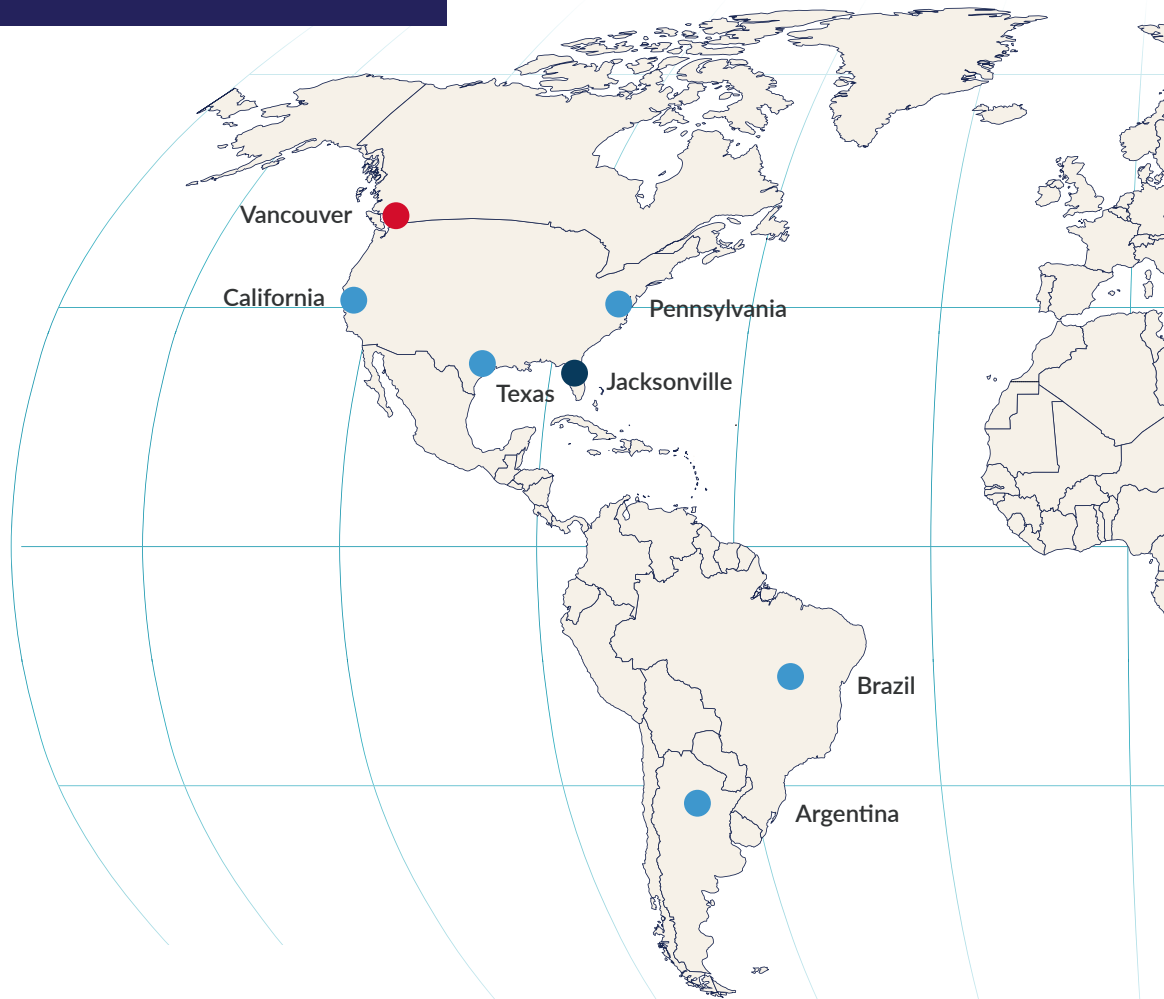 Vancouver
California
Pennsylvania
Jacksonville
Texas
Brazil
Argentina